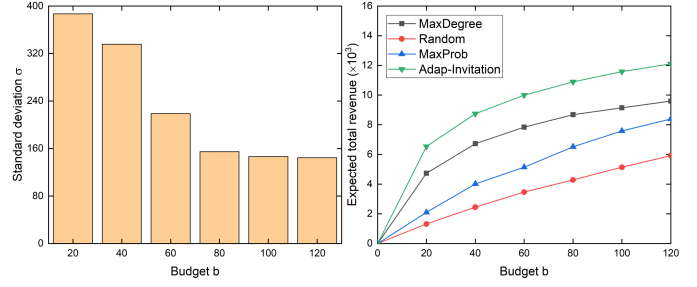 400
320
240
160
80
0
20 40 60 80 100 120
Budget b
Standard deviation σ
16
14
12
10
8
6
4
2
0
0 20 40 60 80 100 120
Budget b
Expected total revenue (×10³)
MaxDegree
Random
MaxProb
Adap-Invitation